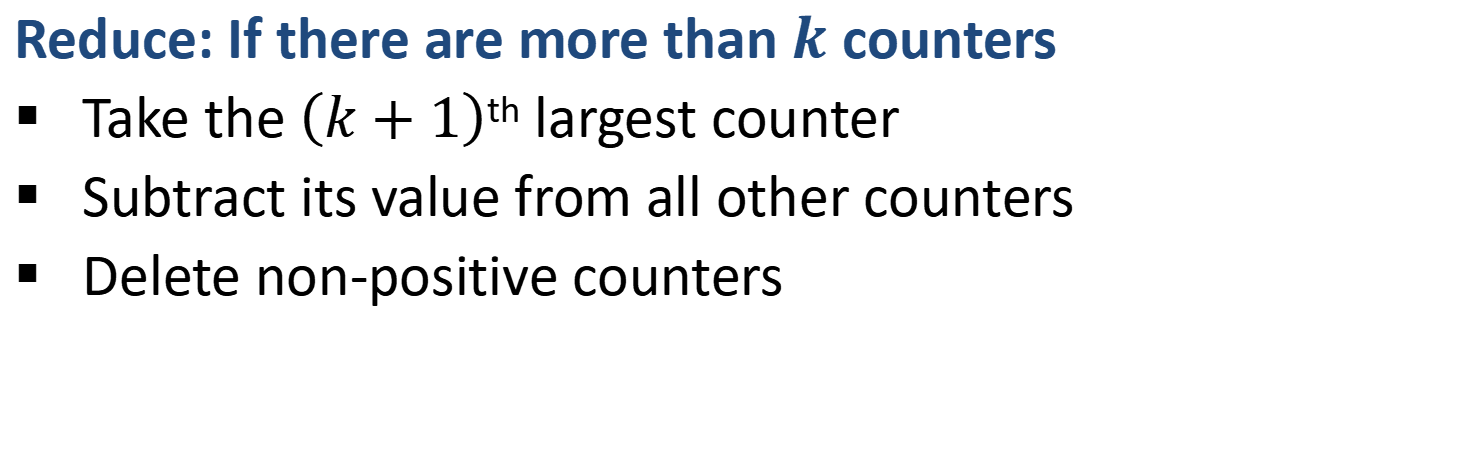 Reduce: If there are more than 𝒌 counters
▪ Take the (𝑘 + 1)ᵗʰ largest counter
▪ Subtract its value from all other counters
▪ Delete non-positive counters